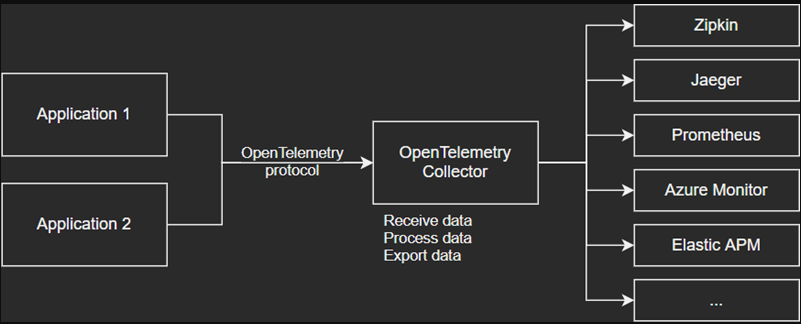 Application 1
Application 2
OpenTelemetry
protocol
OpenTelemetry
Collector
Receive data
Process data
Export data
Zipkin
Jaeger
Prometheus
Azure Monitor
Elastic APM
...